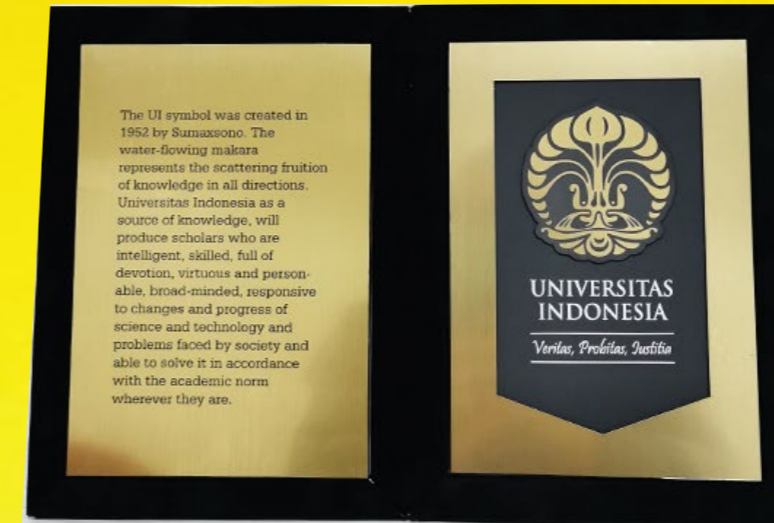 The UI symbol was created in
1952 by Sumaxsono. The
water-flowing makara
represents the scattering fruition
of knowledge in all directions.
Universitas Indonesia as a
source of knowledge, will
produce scholars who are
intelligent, skilled, full of
devotion, virtuous and person-
able, broad-minded, responsive
to changes and progress of
science and technology and
problems faced by society and
able to solve it in accordance
with the academic norm
wherever they are.
UNIVERSITAS
INDONESIA
Veritas, Probitas, Justitia